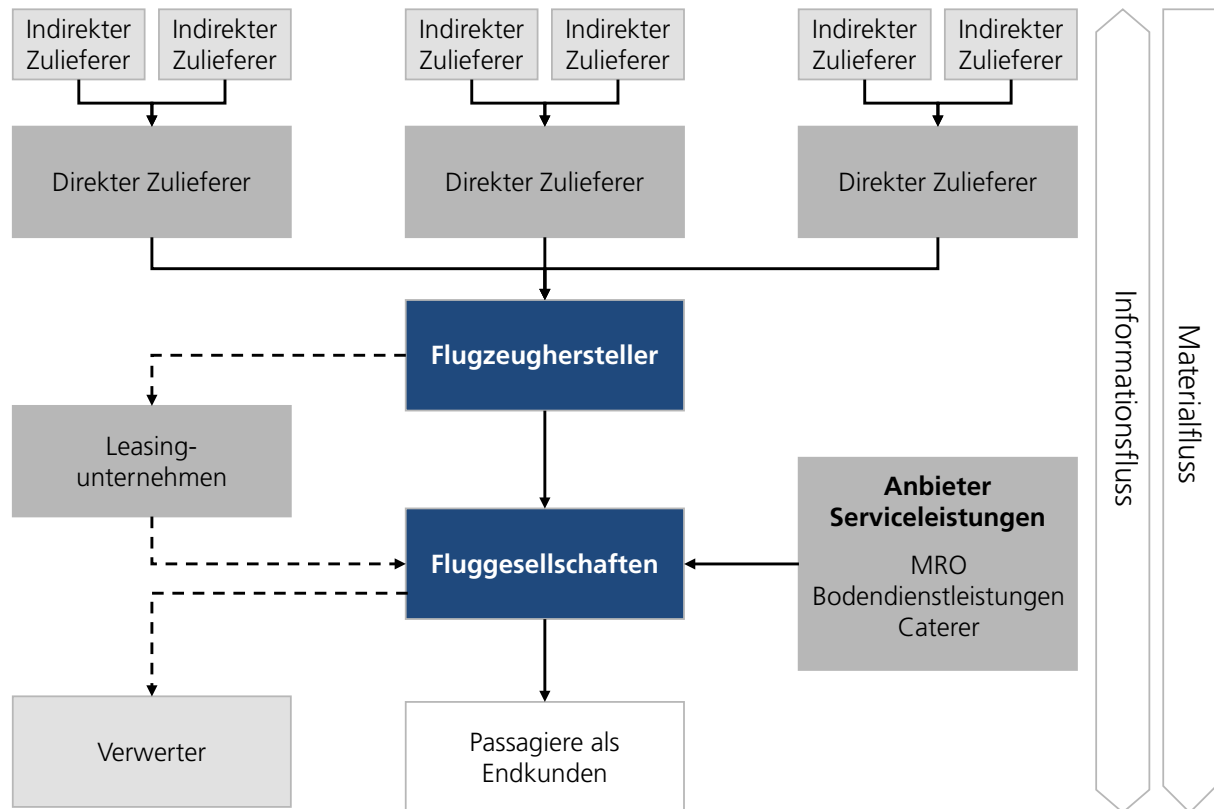 Indirekter
Zulieferer
Indirekter
Zulieferer
Indirekter
Zulieferer
Indirekter
Zulieferer
Indirekter
Zulieferer
Indirekter
Zulieferer
Direkter Zulieferer
Direkter Zulieferer
Direkter Zulieferer
Flugzeughersteller
Leasing-
unternehmen
Fluggesellschaften
Anbieter
Serviceleistungen
MRO
Bodendienstleistungen
Caterer
Verwerter
Passagiere als
Endkunden
Informationsfluss
Materialfluss